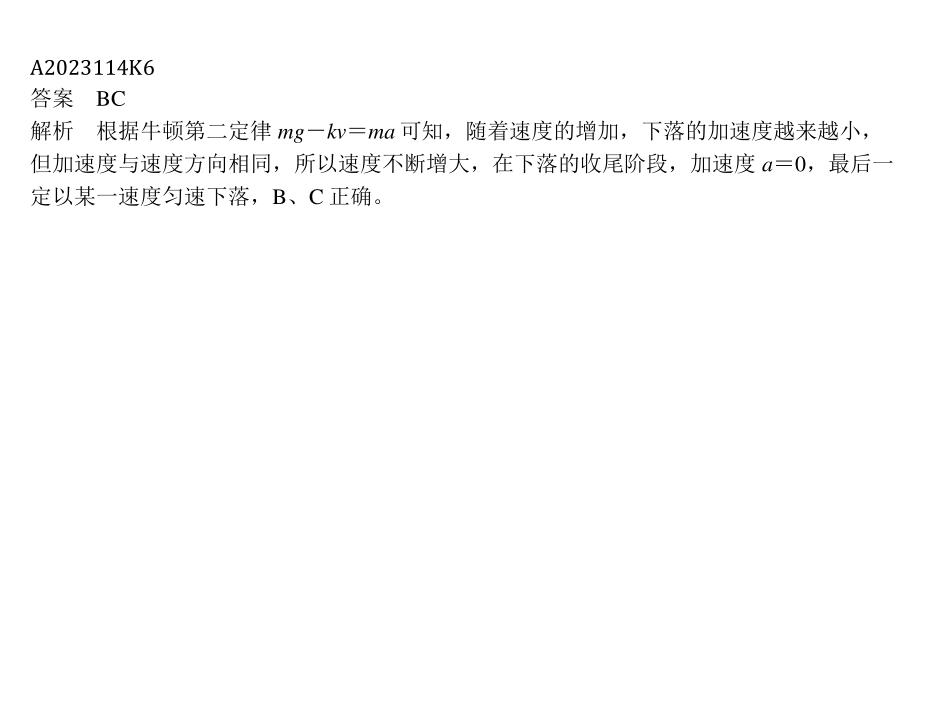 A2023114K6
答案　BC
解析　根据牛顿第二定律 mg－kv＝ma 可知，随着速度的增加，下落的加速度越来越小，
但加速度与速度方向相同，所以速度不断增大，在下落的收尾阶段，加速度 a＝0，最后一
定以某一速度匀速下落，B、C 正确。